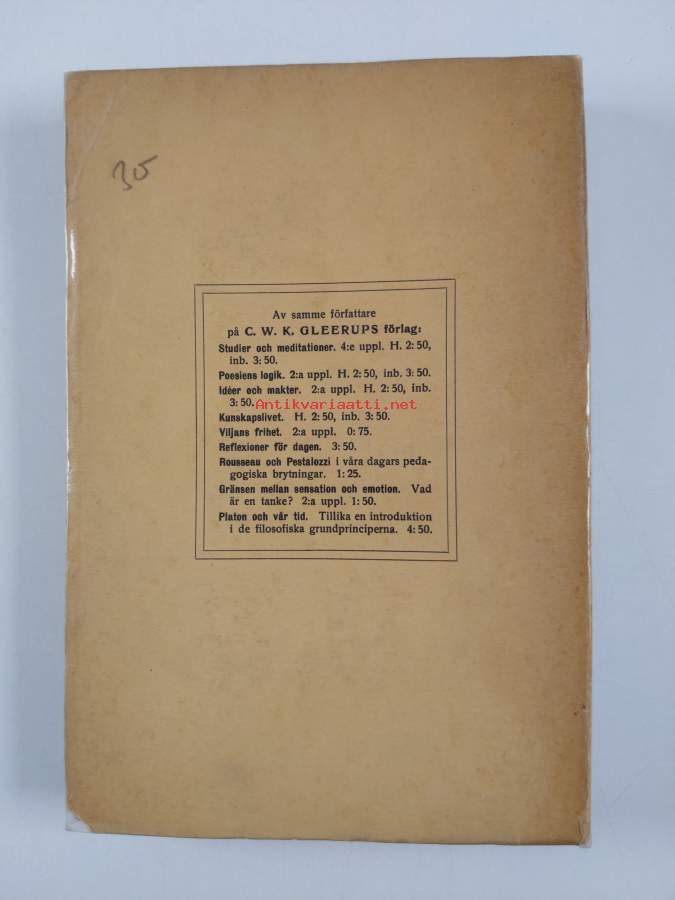 35
Av samme författare
på C. W. K. GLEERUPS förlag:
Studier och meditationer. 4:e uppl. H. 2: 50,
inb. 3: 50.
Poesiens logik. 2:a uppl. H. 2: 50, inb. 3: 50.
Idéer och makter. 2:a uppl. H. 2: 50, inb.
3: 50.
Antikvariaatti.net
Kunskapslivet. H. 2: 50, inb. 3: 50.
Viljans frihet. 2:a uppl. 0: 75.
Reflexioner för dagen. 3: 50.
Rousseau och Pestalozzi i våra dagars peda-
gogiska brytningar. 1: 25.
Gränsen mellan sensation och emotion. Vad
är en tanke? 2:a uppl. 1: 50.
Platon och vår tid. Tillika en introduktion
i de filosofiska grundprinciperna. 4: 50.